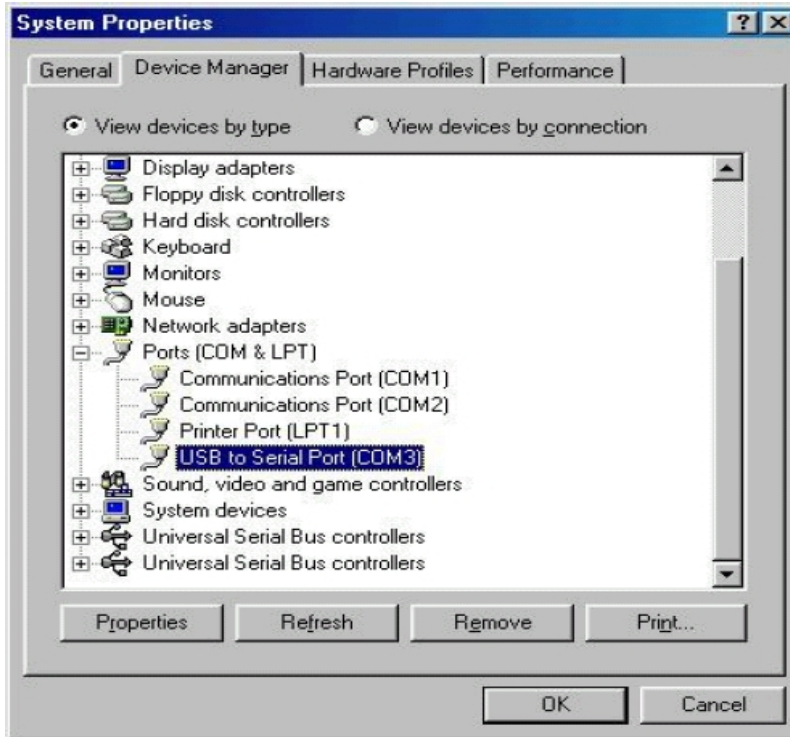 System Properties
General Device Manager Hardware Profiles Performance
View devices by type View devices by connection
Display adapters
Floppy disk controllers
Hard disk controllers
Keyboard
Monitors
Mouse
Network adapters
Ports (COM & LPT)
Communications Port (COM1)
Communications Port (COM2)
Printer Port (LPT1)
USB to Serial Port (COM3)
Sound, video and game controllers
System devices
Universal Serial Bus controllers
Universal Serial Bus controllers
Properties Refresh Remove Print...
OK Cancel